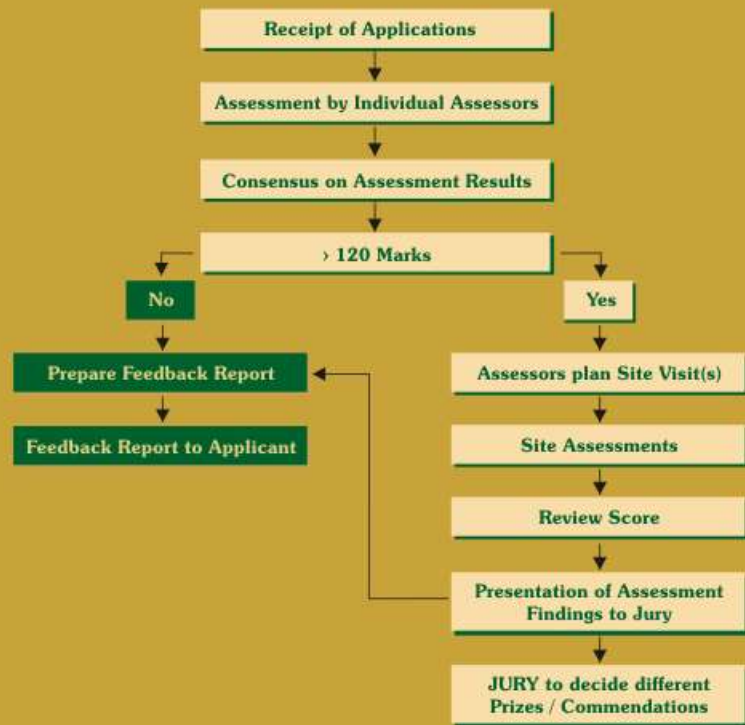 Receipt of Applications
Assessment by Individual Assessors
Consensus on Assessment Results
› 120 Marks
No
Yes
Prepare Feedback Report
Feedback Report to Applicant
Assessors plan Site Visit(s)
Site Assessments
Review Score
Presentation of Assessment
Findings to Jury
JURY to decide different
Prizes / Commendations